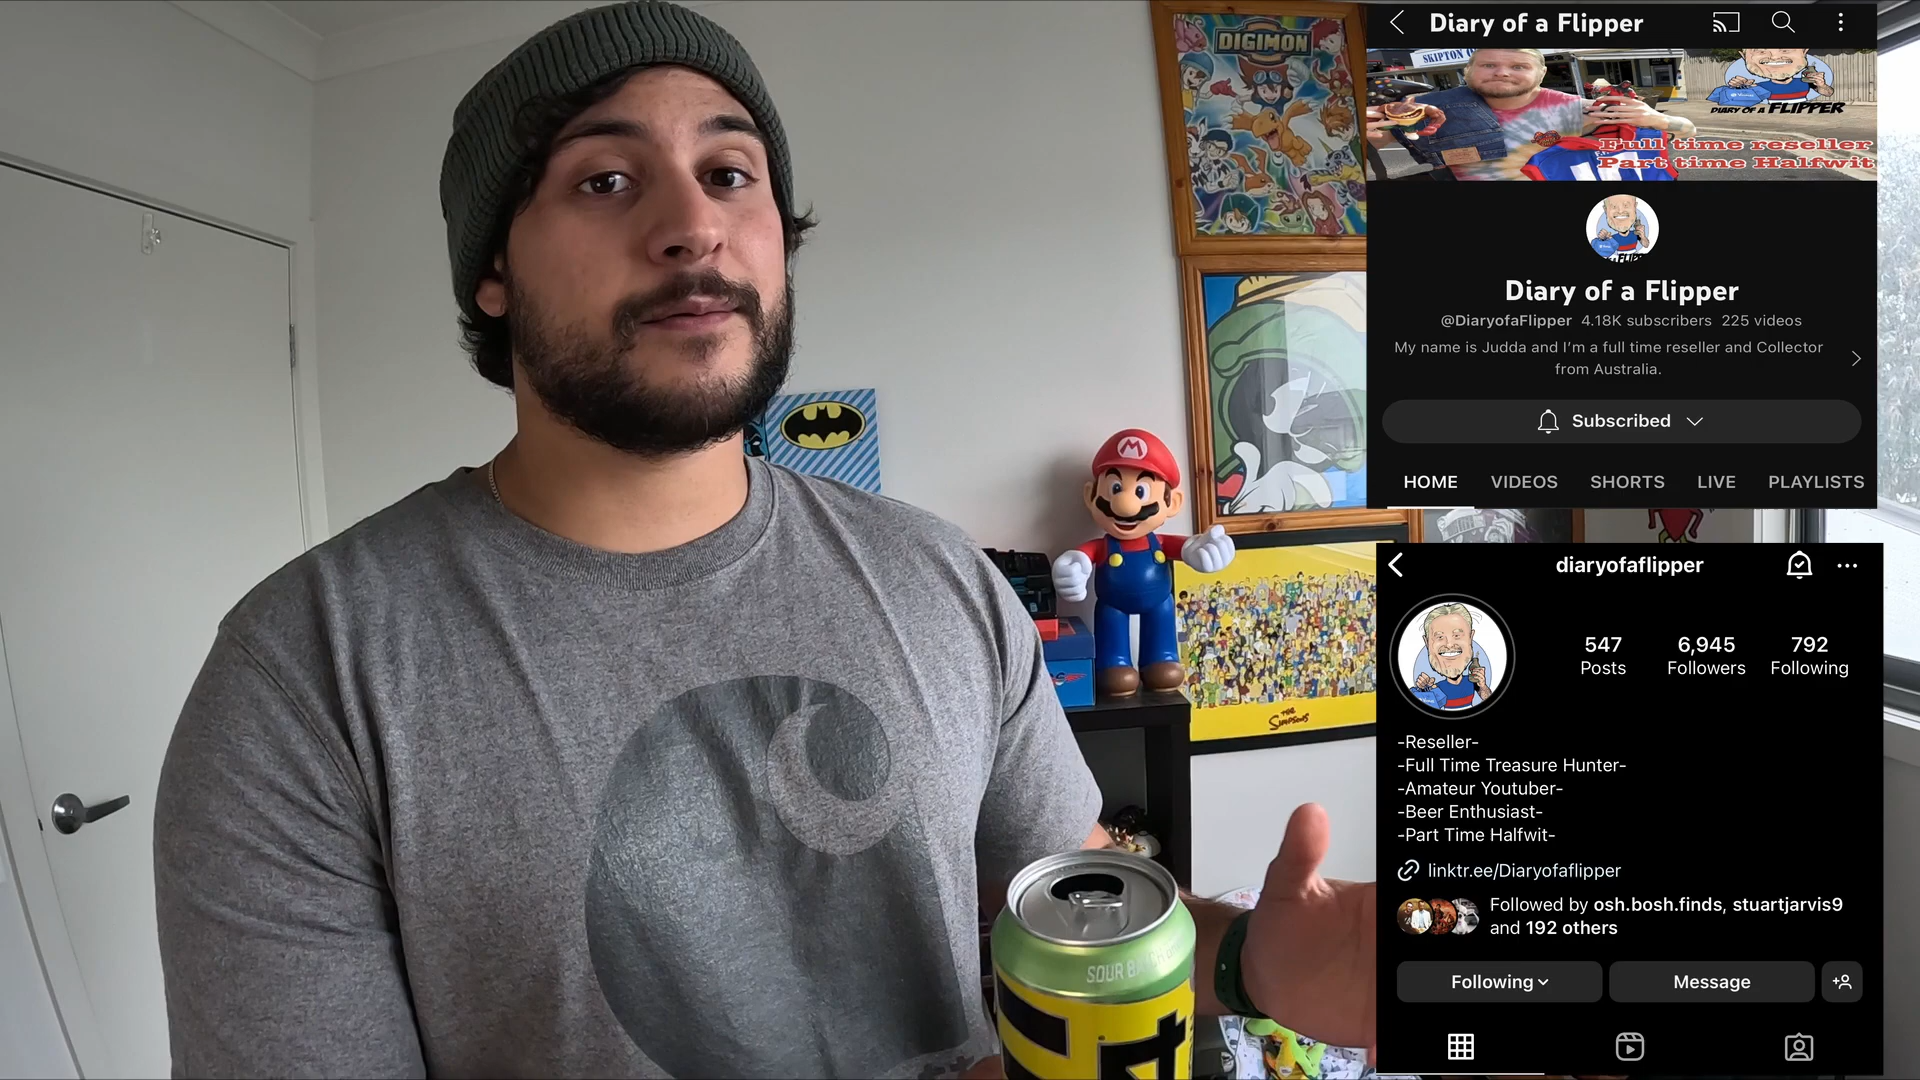 DIGIMON
THE
SIMPSONS
SOUR
Diary of a Flipper
SKIPTON
DIARY OF A FLIPPER
Full time reseller
Part time Halfwit
Diary of a Flipper
@DiaryofaFlipper 4.18K subscribers 225 videos
My name is Judda and I'm a full time reseller and Collector
from Australia.
Subscribed
HOME VIDEOS SHORTS LIVE PLAYLISTS
diaryofaflipper
547 6,945 792
Posts Followers Following
-Reseller-
-Full Time Treasure Hunter-
-Amateur Youtuber-
-Beer Enthusiast-
-Part Time Halfwit-
linktr.ee/Diaryofaflipper
Followed by osh.bosh.finds, stuartjarvis9
and 192 others
Following Message